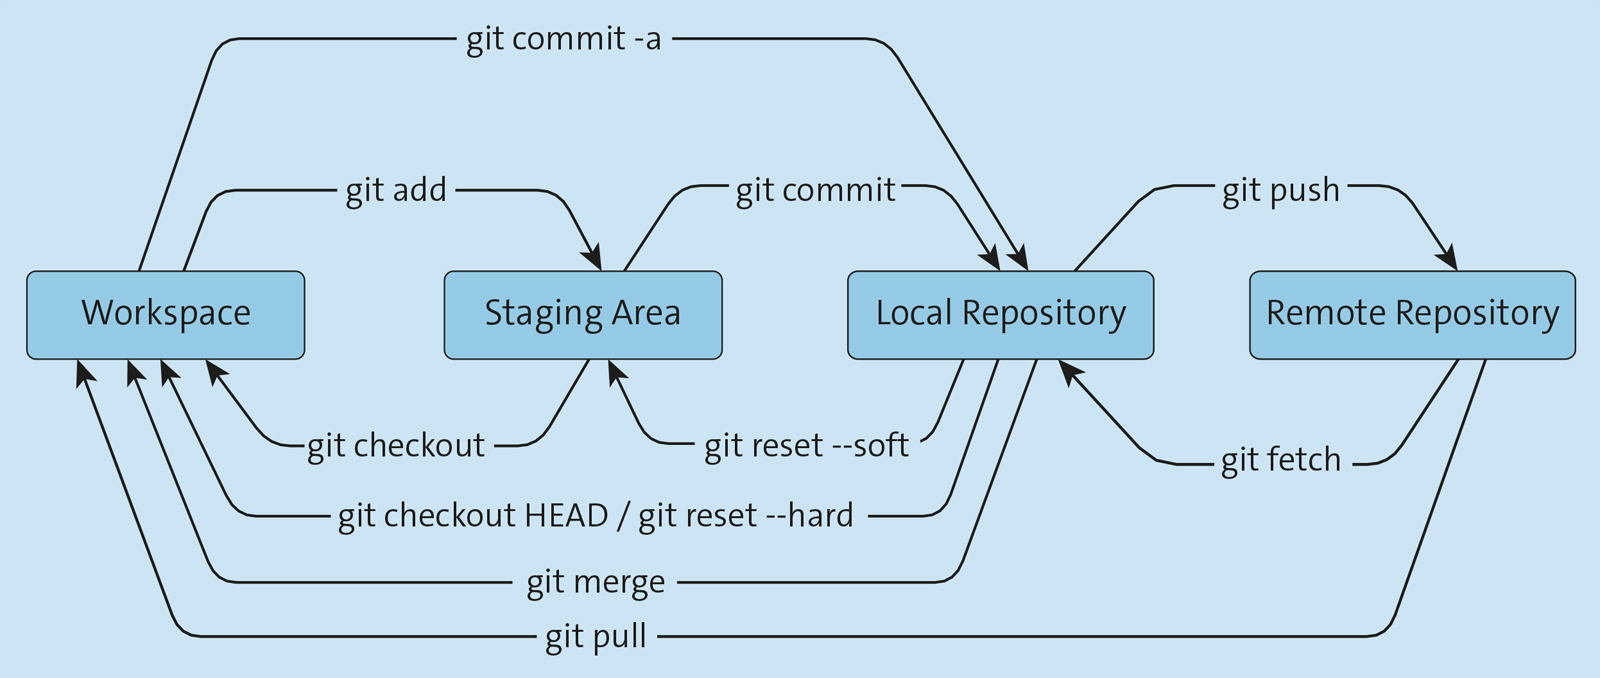 git commit -a
git add
git commit
git push
Workspace
Staging Area
Local Repository
Remote Repository
git checkout
git reset --soft
git fetch
git checkout HEAD / git reset --hard
git merge
git pull